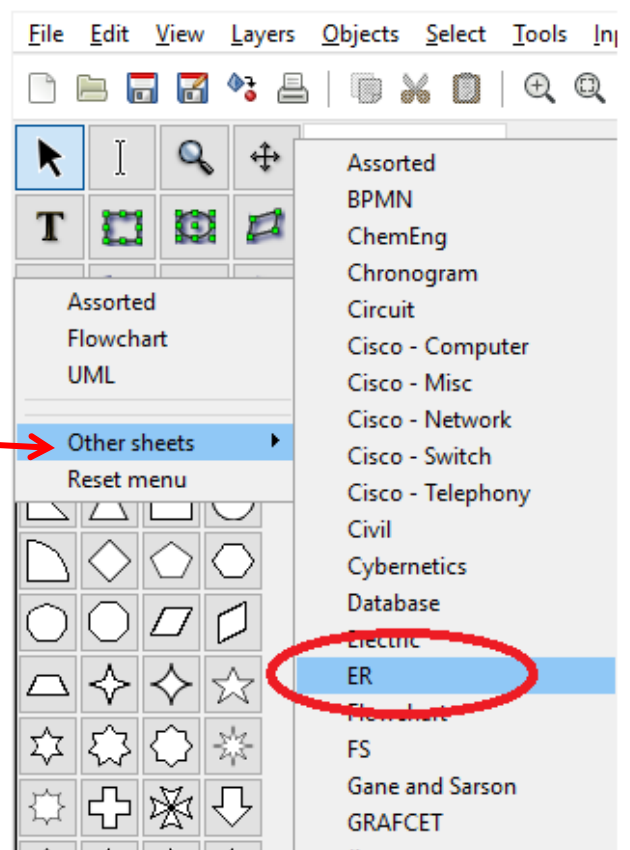 File Edit View Layers Objects Select Tools
T
Assorted
Flowchart
UML
Other sheets
Reset menu
Assorted
BPMN
ChemEng
Chronogram
Circuit
Cisco - Computer
Cisco - Misc
Cisco - Network
Cisco - Switch
Cisco - Telephony
Civil
Cybernetics
Database
Electric
ER
Flowchart
FS
Gane and Sarson
GRAFCET